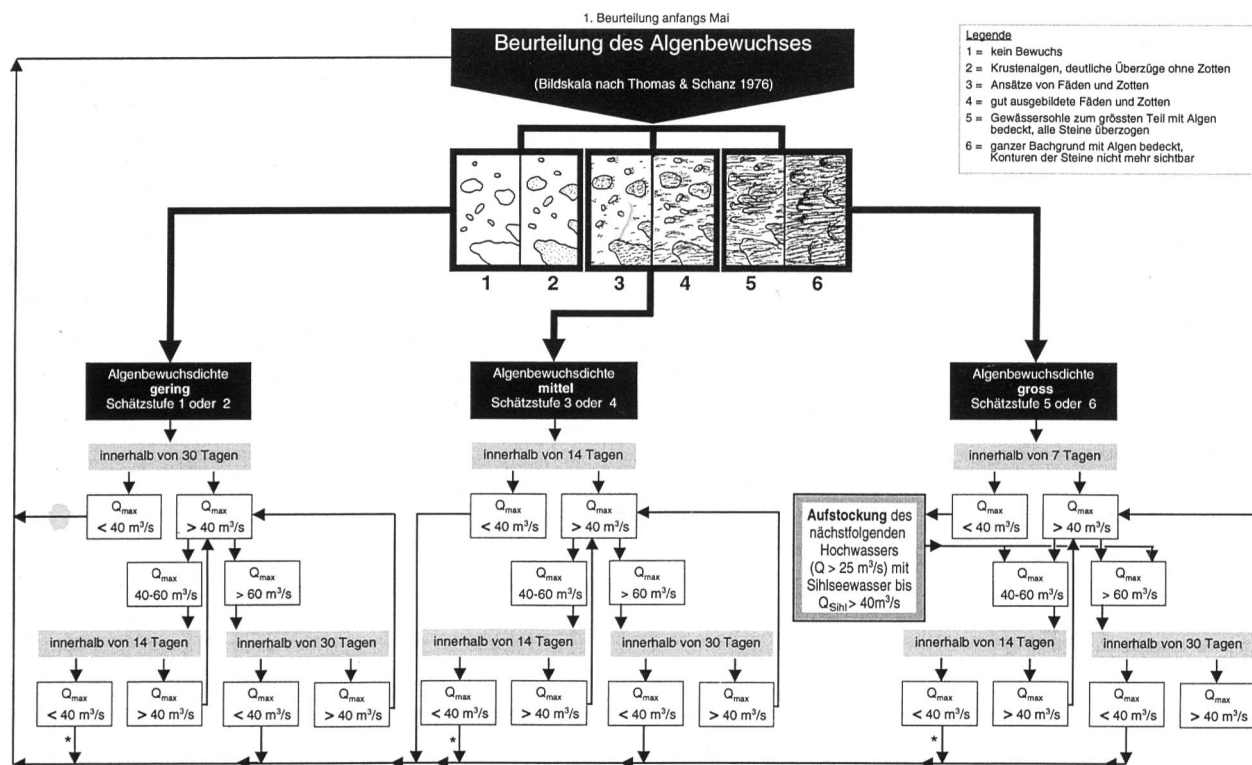 1. Beurteilung anfangs Mai
Beurteilung des Algenbewuchses
(Bildskala nach Thomas & Schanz 1976)
Legende
1 = kein Bewuchs
2 = Krustenalgen, deutliche Überzüge ohne Zotten
3 = Ansätze von Fäden und Zotten
4 = gut ausgebildete Fäden und Zotten
5 = Gewässersohle zum grössten Teil mit Algen
bedeckt, alle Steine überzogen
6 = ganzer Bachgrund mit Algen bedeckt,
Konturen der Steine nicht mehr sichtbar
1 2 3 4 5 6
Algenbewuchsdichte
gering
Schätzstufe 1 oder 2
innerhalb von 30 Tagen
Qmax
< 40 m³/s
Qmax
> 40 m³/s
Qmax
40-60 m³/s
Qmax
> 60 m³/s
innerhalb von 14 Tagen
innerhalb von 30 Tagen
Qmax
< 40 m³/s
Qmax
> 40 m³/s
Qmax
< 40 m³/s
Qmax
> 40 m³/s
*
Algenbewuchsdichte
mittel
Schätzstufe 3 oder 4
innerhalb von 14 Tagen
Qmax
< 40 m³/s
Qmax
> 40 m³/s
Qmax
40-60 m³/s
Qmax
> 60 m³/s
innerhalb von 14 Tagen
innerhalb von 30 Tagen
Qmax
< 40 m³/s
Qmax
> 40 m³/s
Qmax
< 40 m³/s
Qmax
> 40 m³/s
*
Algenbewuchsdichte
gross
Schätzstufe 5 oder 6
innerhalb von 7 Tagen
Aufstockung des
nächstfolgenden
Hochwassers
(Q > 25 m³/s) mit
Sihlseewasser bis
QSihl > 40m³/s
Qmax
< 40 m³/s
Qmax
> 40 m³/s
Qmax
40-60 m³/s
Qmax
> 60 m³/s
innerhalb von 14 Tagen
innerhalb von 30 Tagen
Qmax
< 40 m³/s
Qmax
> 40 m³/s
Qmax
< 40 m³/s
Qmax
> 40 m³/s
*